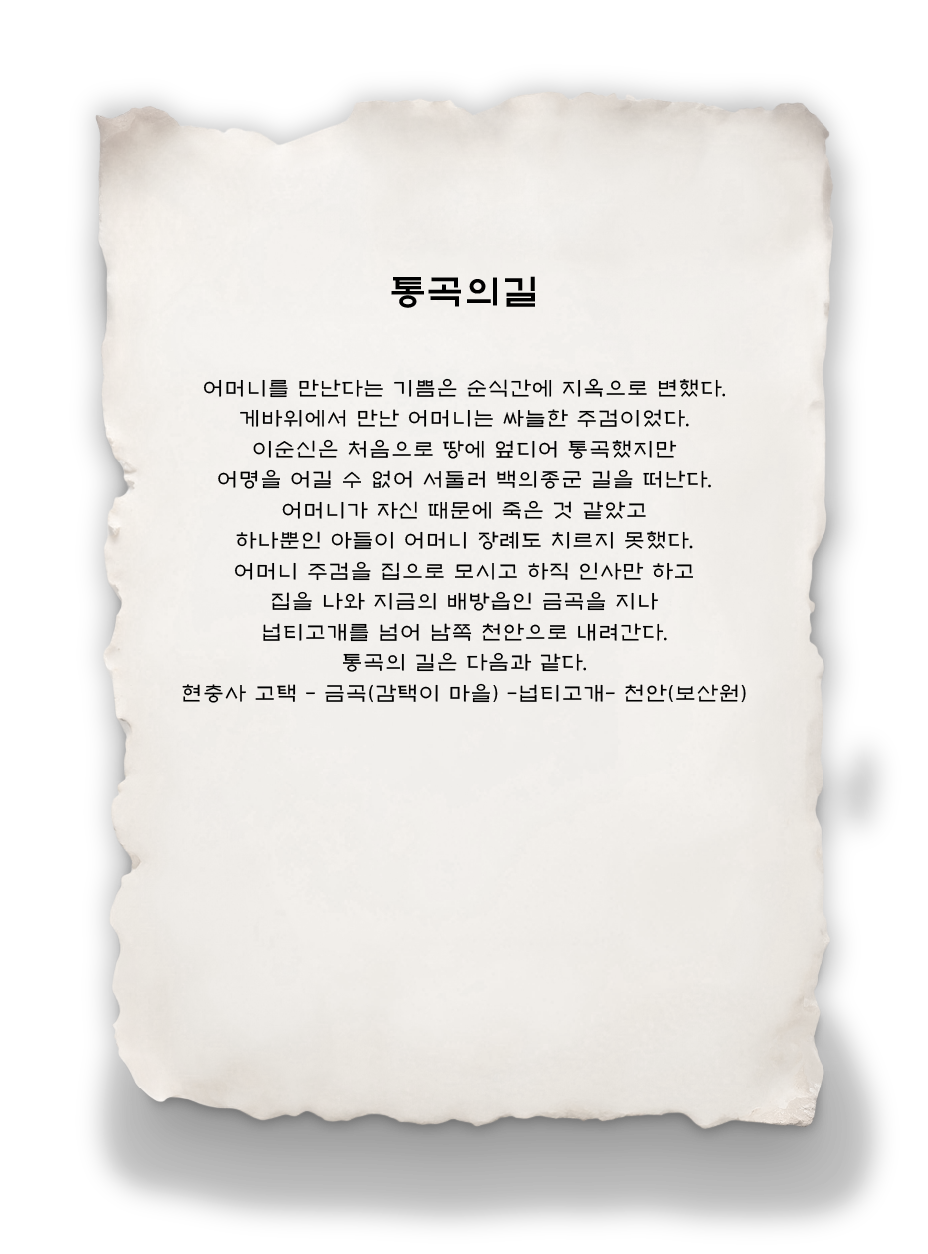 통곡의길
어머니를 만난다는 기쁨은 순식간에 지옥으로 변했다.
게바위에서 만난 어머니는 싸늘한 주검이었다.
이순신은 처음으로 땅에 엎디어 통곡했지만
어명을 어길 수 없어 서둘러 백의종군 길을 떠난다.
어머니가 자신 때문에 죽은 것 같았고
하나뿐인 아들이 어머니 장례도 치르지 못했다.
어머니 주검을 집으로 모시고 하직 인사만 하고
집을 나와 지금의 배방읍인 금곡을 지나
넙티고개를 넘어 남쪽 천안으로 내려간다.
통곡의 길은 다음과 같다.
현충사 고택 - 금곡(감택이 마을) -넙티고개- 천안(보산원)